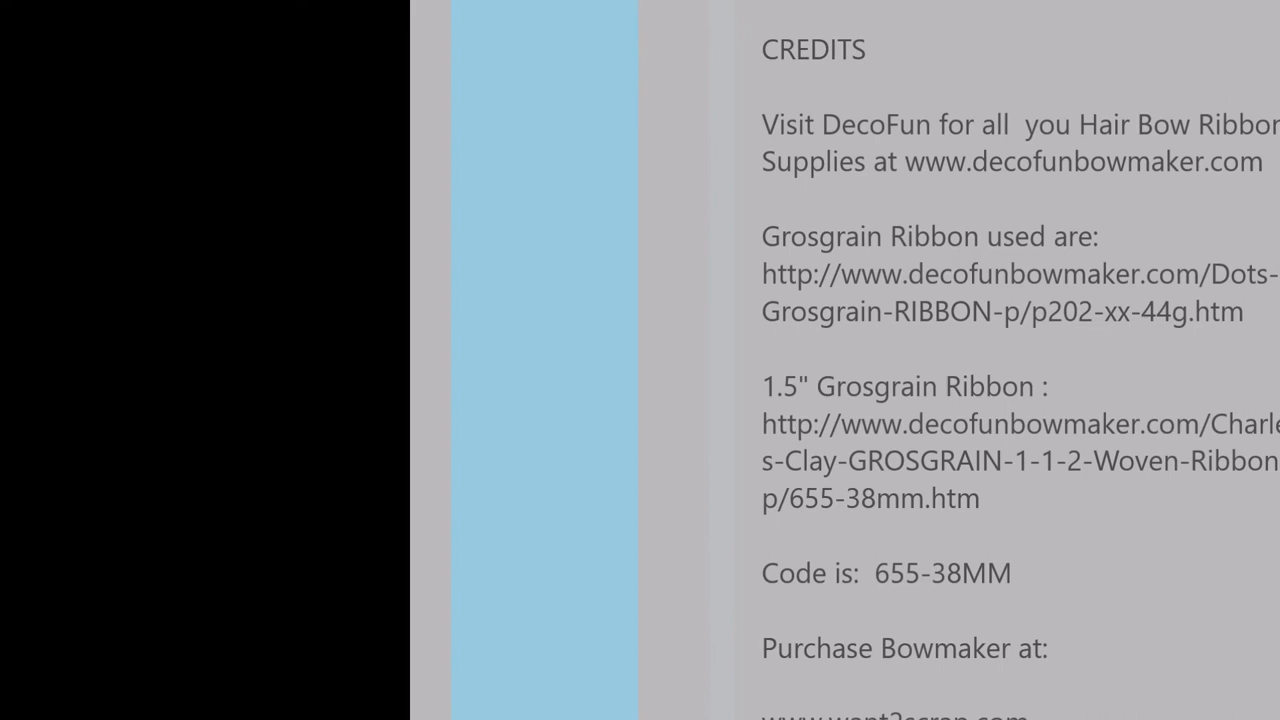 CREDITS
Visit DecoFun for all  you Hair Bow Ribbon
Supplies at www.decofunbowmaker.com
Grosgrain Ribbon used are:
http://www.decofunbowmaker.com/Dots-
Grosgrain-RIBBON-p/p202-xx-44g.htm
1.5" Grosgrain Ribbon :
http://www.decofunbowmaker.com/Charle
s-Clay-GROSGRAIN-1-1-2-Woven-Ribbon
p/655-38mm.htm
Code is:  655-38MM
Purchase Bowmaker at: